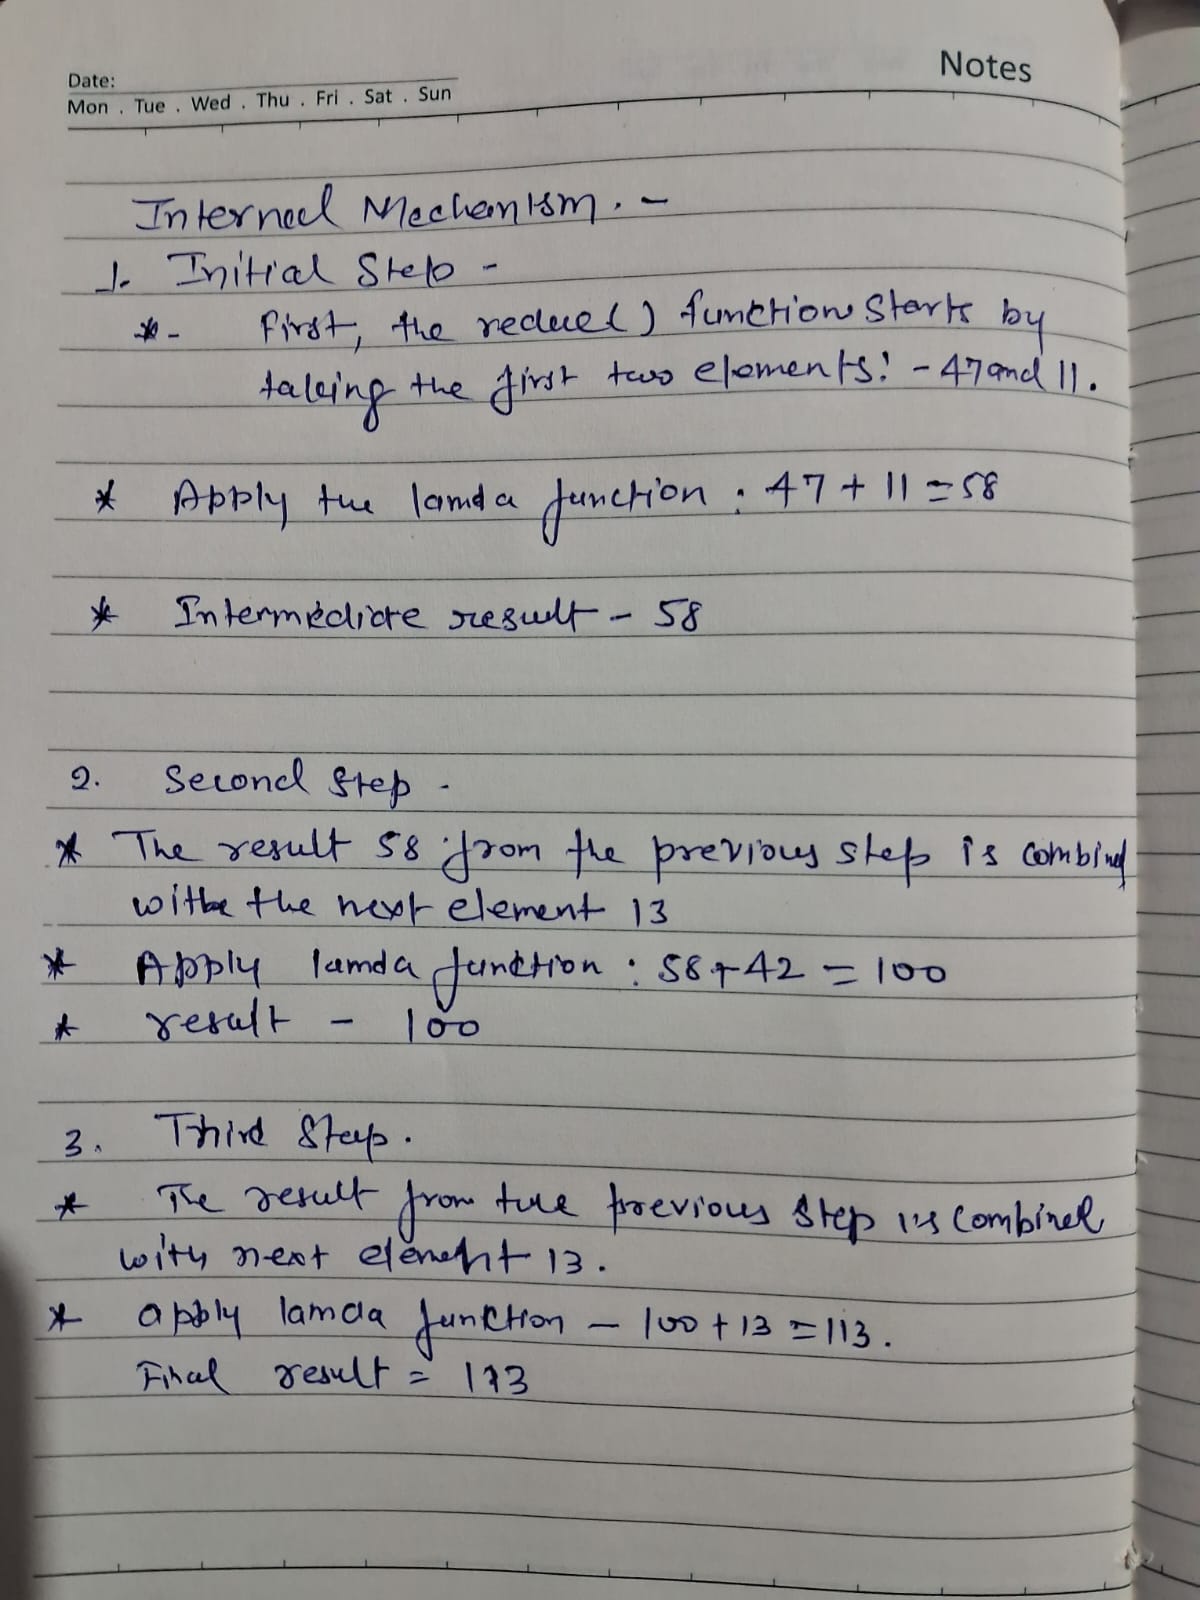 Notes
Date:
Mon . Tue . Wed . Thu . Fri . Sat . Sun
Internal Mechanism . -
1. Initial Step -
* - First, the reduce() function starts by
taking the first two elements: - 47 and 11.
* Apply the lamda function : 47 + 11 = 58
* Intermediate result - 58
2. Second Step -
* The result 58 from the previous step is combined
withe the next element 13
* Apply lamda function : 58 + 42 = 100
* result - 100
3. Third Step .
* The result from the previous step is combined
with next element 13 .
* apply lamda function - 100 + 13 = 113 .
Final result = 113